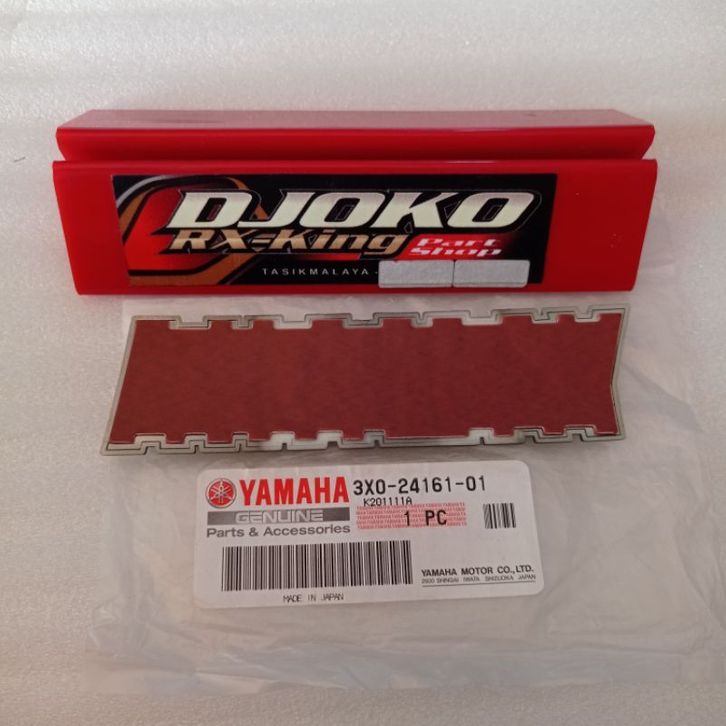 DJOKO
RX-King Part Shop
TASIKMALAYA -
YAMAHA 3X0-24161-01
K201111A
GENUINE 1 PC
Parts & Accessories
YAMAHA MOTOR CO.,LTD.
2500 SHINGAI IWATA SHIZUOKA JAPAN
MADE IN JAPAN